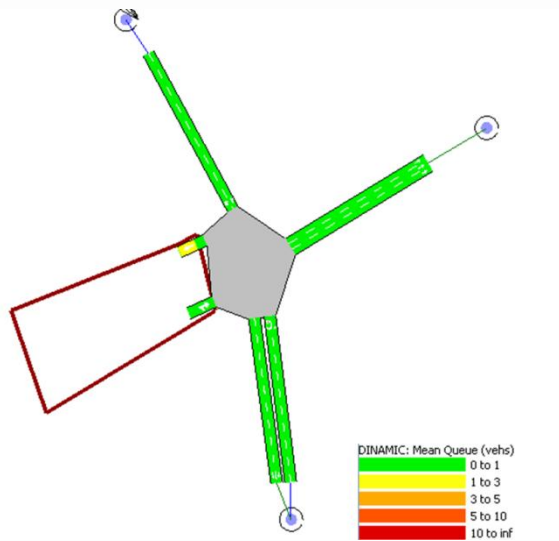 DINAMIC: Mean Queue (vehs)
0 to 1
1 to 3
3 to 5
5 to 10
10 to inf